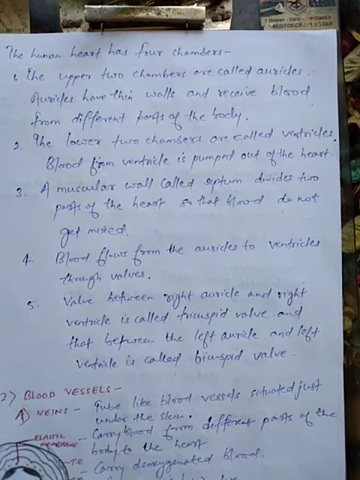 The human heart has four chambers -
1. The upper two chambers are called auricles.
Auricles have thin walls and receive blood
from different parts of the body.
2. The lower two chambers are called ventricles.
Blood from ventricle is pumped out of the heart
3. A muscular wall called septum divides two
parts of the heart so that blood do not
get mixed.
4. Blood flows from the auricles to ventricles
through valves.
5. Valve between right auricle and right
ventricle is called tricuspid valve and
that between the left auricle and left
ventricle is called bicuspid valve.
2) BLOOD VESSELS -
A) VEINS - Tube like blood vessels situated just
under the skin.
ELASTIC MEMBRANE - Carry blood from different parts of the
body to the heart.
- Carry deoxygenated blood.